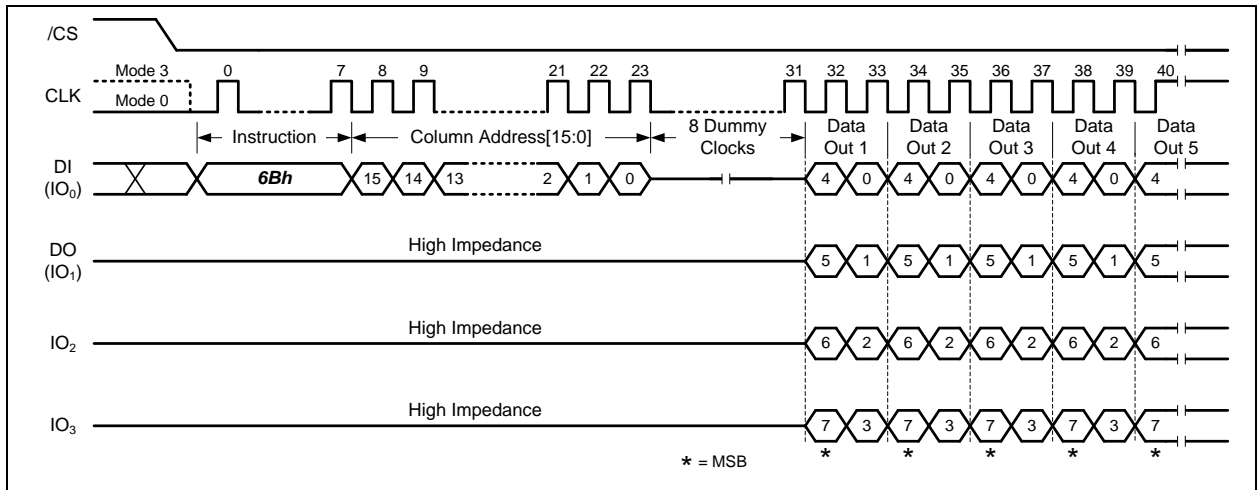 /CS
Mode 3 0 7 8 9 21 22 23 31 32 33 34 35 36 37 38 39 40
CLK
Mode 0
Instruction Column Address[15:0] 8 Dummy Clocks Data Out 1 Data Out 2 Data Out 3 Data Out 4 Data Out 5
DI (IO0) 6Bh 15 14 13 2 1 0 4 0 4 0 4 0 4 0 4
High Impedance
DO (IO1) 5 1 5 1 5 1 5 1 5
High Impedance
IO2 6 2 6 2 6 2 6 2 6
High Impedance
IO3 7 3 7 3 7 3 7 3 7
* * * * *
* = MSB